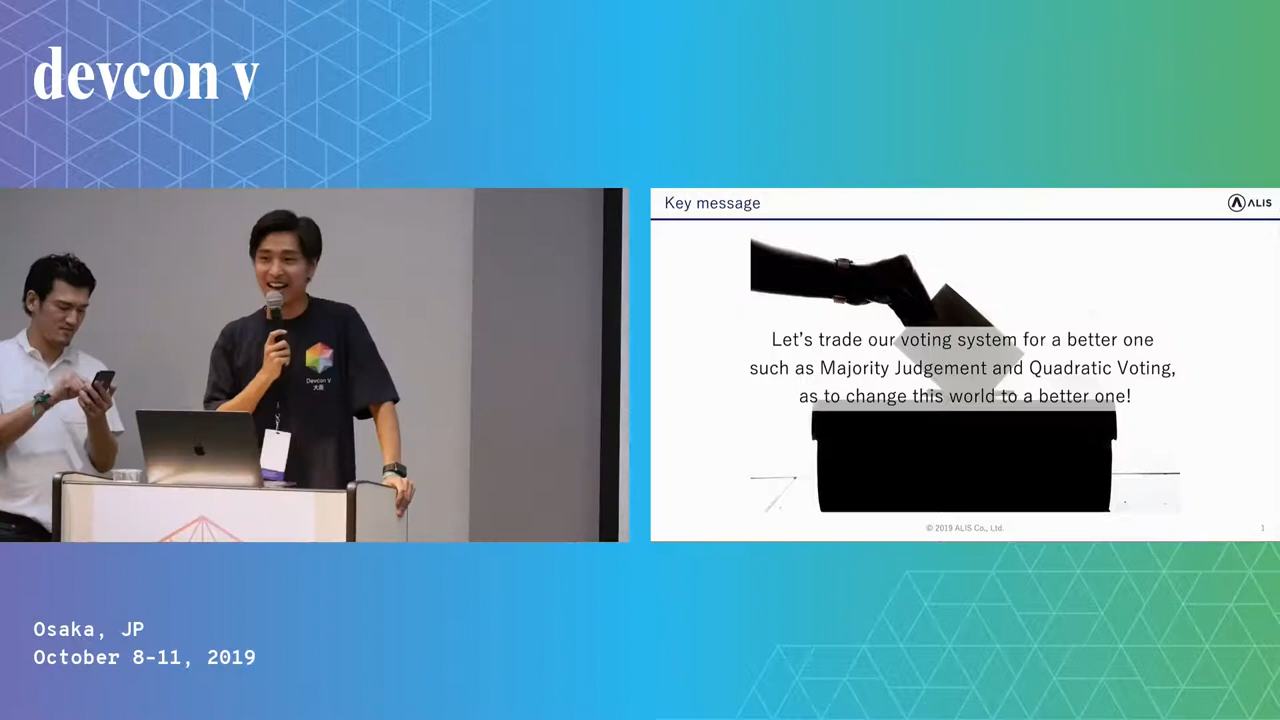 devcon v
Key message
ALIS
Let's trade our voting system for a better one
such as Majority Judgement and Quadratic Voting,
as to change this world to a better one!
© 2019 ALIS Co., Ltd.
1
Devcon V
大阪
Osaka, JP
October 8-11, 2019